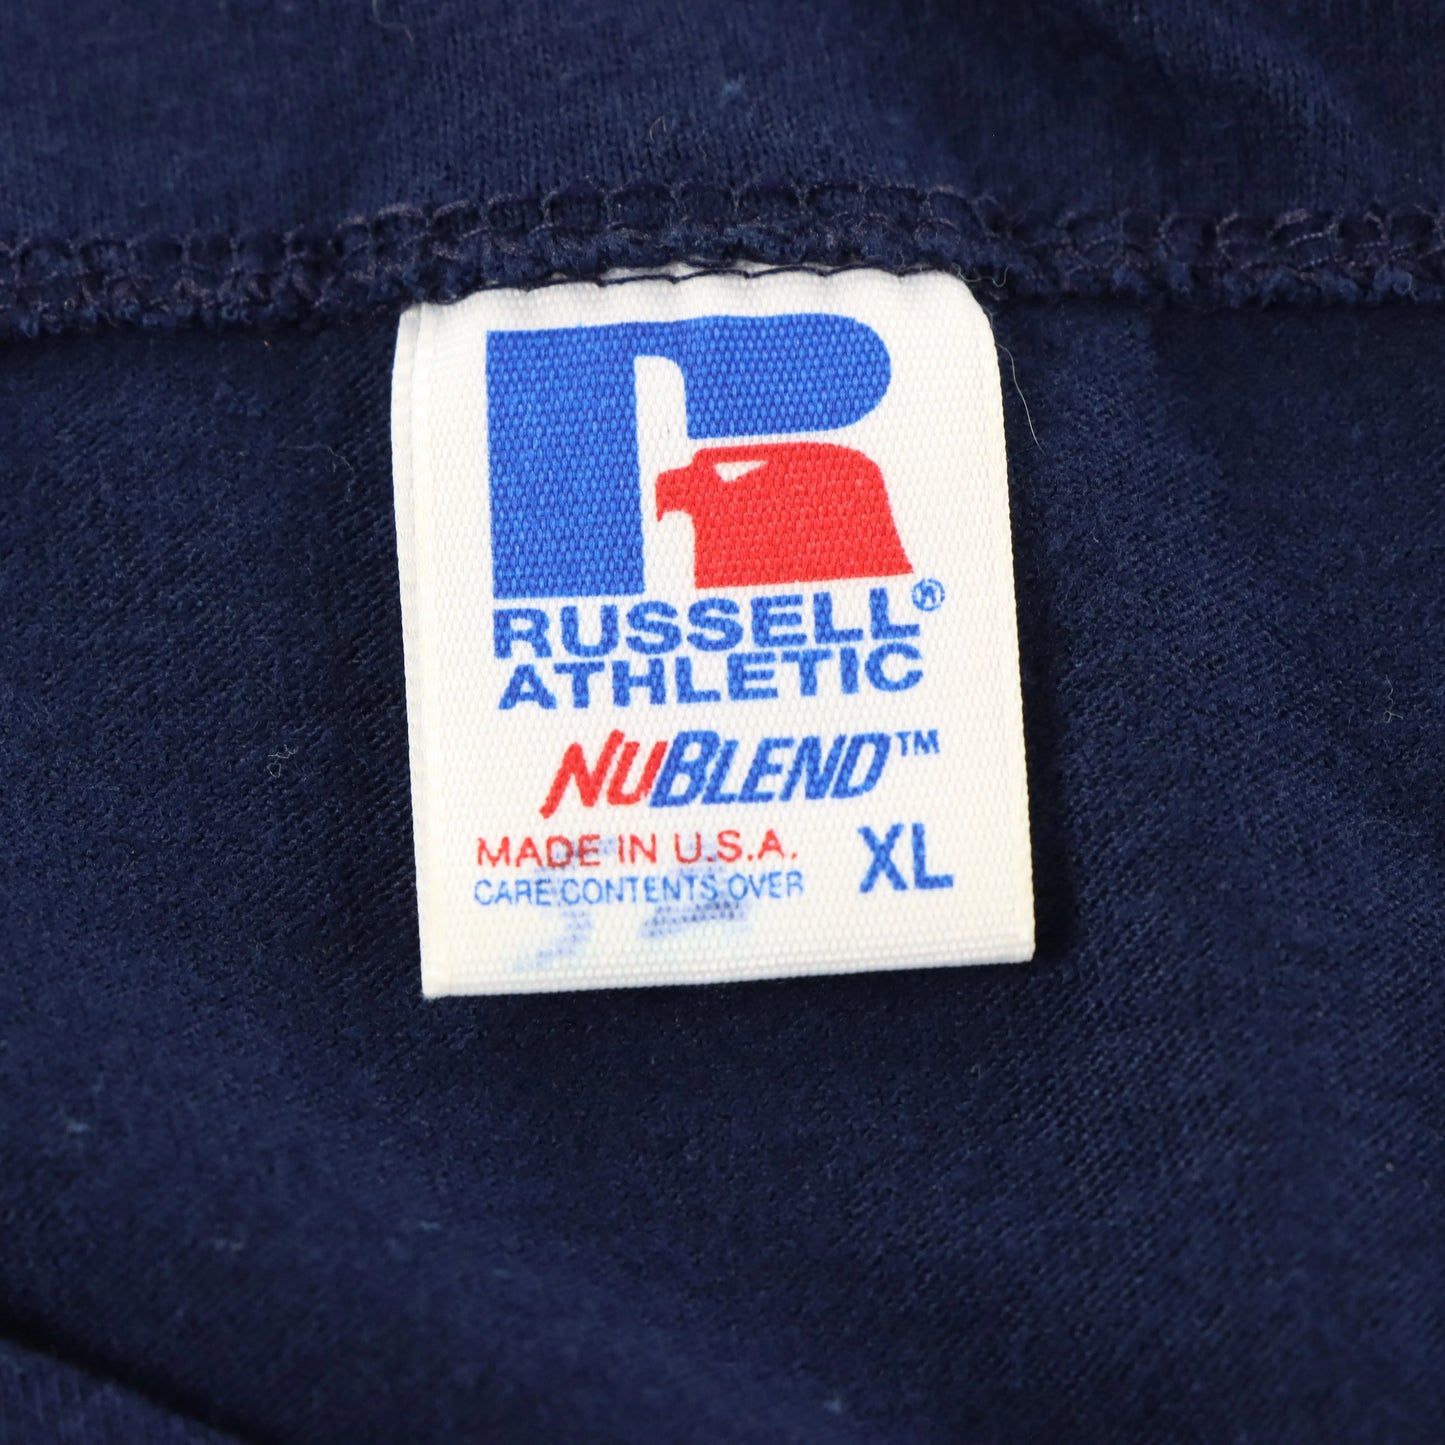 RUSSELL®
ATHLETIC
NUBLEND™
MADE IN U.S.A. XL
CARE CONTENTS OVER